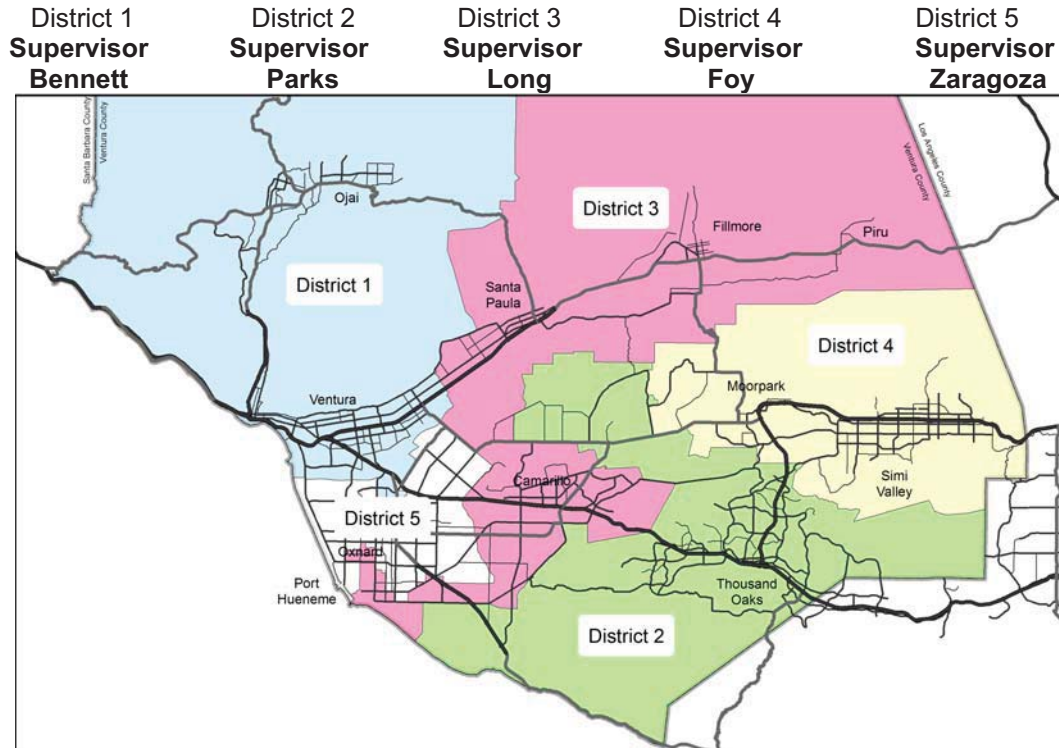 District 1
Supervisor
Bennett
District 2
Supervisor
Parks
District 3
Supervisor
Long
District 4
Supervisor
Foy
District 5
Supervisor
Zaragoza
Santa Barbara County
Ventura County
Los Angeles County
Ventura County
Ojai
District 3
Fillmore
Piru
District 1
Santa
Paula
District 4
Moorpark
Ventura
Simi
Valley
Camarillo
District 5
Oxnard
Port
Hueneme
Thousand
Oaks
District 2